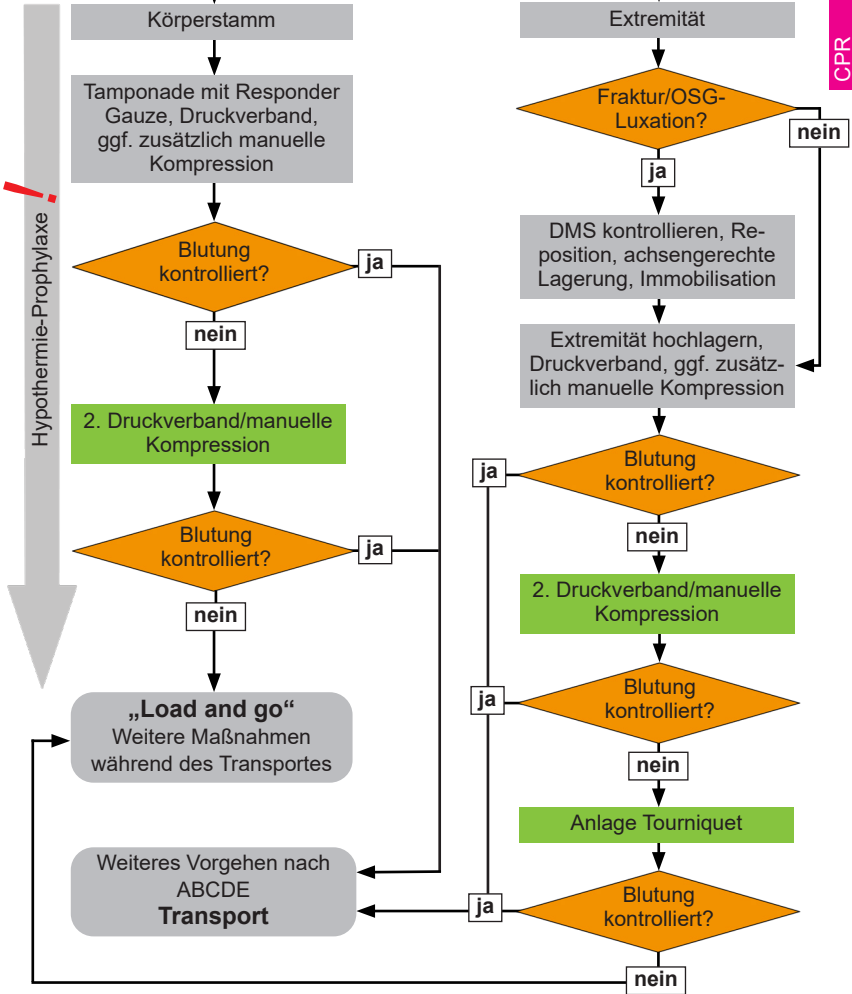 Körperstamm
Tamponade mit Responder
Gauze, Druckverband,
ggf. zusätzlich manuelle
Kompression
Blutung
kontrolliert?
ja
nein
2. Druckverband/manuelle
Kompression
Blutung
kontrolliert?
ja
nein
„Load and go“
Weitere Maßnahmen
während des Transportes
Weiteres Vorgehen nach
ABCDE
Transport
Hypothermie-Prophylaxe
!
Extremität
Fraktur/OSG-
Luxation?
nein
ja
DMS kontrollieren, Re-
position, achsengerechte
Lagerung, Immobilisation
Extremität hochlagern,
Druckverband, ggf. zusätz-
lich manuelle Kompression
Blutung
kontrolliert?
ja
nein
2. Druckverband/manuelle
Kompression
Blutung
kontrolliert?
ja
nein
Anlage Tourniquet
Blutung
kontrolliert?
ja
nein
CPR